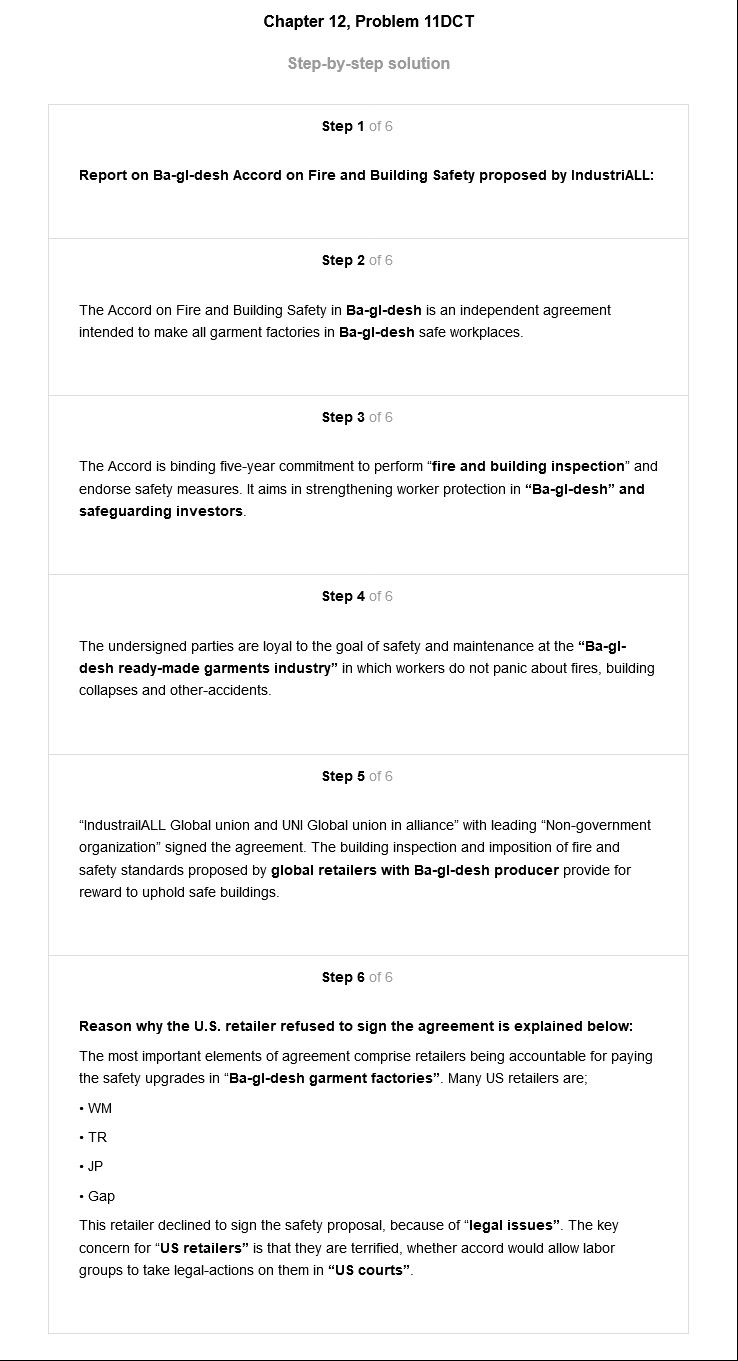 Chapter 12, Problem 11DCT
Step-by-step solution
Step 1 of 6
Report on Ba-gl-desh Accord on Fire and Building Safety proposed by IndustriALL:
Step 2 of 6
The Accord on Fire and Building Safety in Ba-gl-desh is an independent agreement
intended to make all garment factories in Ba-gl-desh safe workplaces.
Step 3 of 6
The Accord is binding five-year commitment to perform “fire and building inspection” and
endorse safety measures. It aims in strengthening worker protection in “Ba-gl-desh” and
safeguarding investors.
Step 4 of 6
The undersigned parties are loyal to the goal of safety and maintenance at the “Ba-gl-
desh ready-made garments industry” in which workers do not panic about fires, building
collapses and other-accidents.
Step 5 of 6
“IndustrailALL Global union and UNI Global union in alliance” with leading “Non-government
organization” signed the agreement. The building inspection and imposition of fire and
safety standards proposed by global retailers with Ba-gl-desh producer provide for
reward to uphold safe buildings.
Step 6 of 6
Reason why the U.S. retailer refused to sign the agreement is explained below:
The most important elements of agreement comprise retailers being accountable for paying
the safety upgrades in “Ba-gl-desh garment factories”. Many US retailers are;
• WM
• TR
• JP
• Gap
This retailer declined to sign the safety proposal, because of “legal issues”. The key
concern for “US retailers” is that they are terrified, whether accord would allow labor
groups to take legal-actions on them in “US courts”.